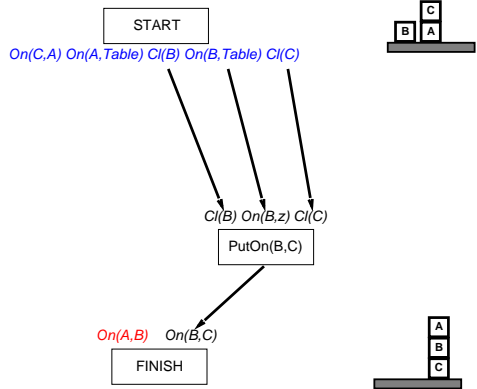 START
C
B A
On(C,A) On(A,Table) Cl(B) On(B,Table) Cl(C)
Cl(B) On(B,z) Cl(C)
PutOn(B,C)
On(A,B) On(B,C)
FINISH
A
B
C